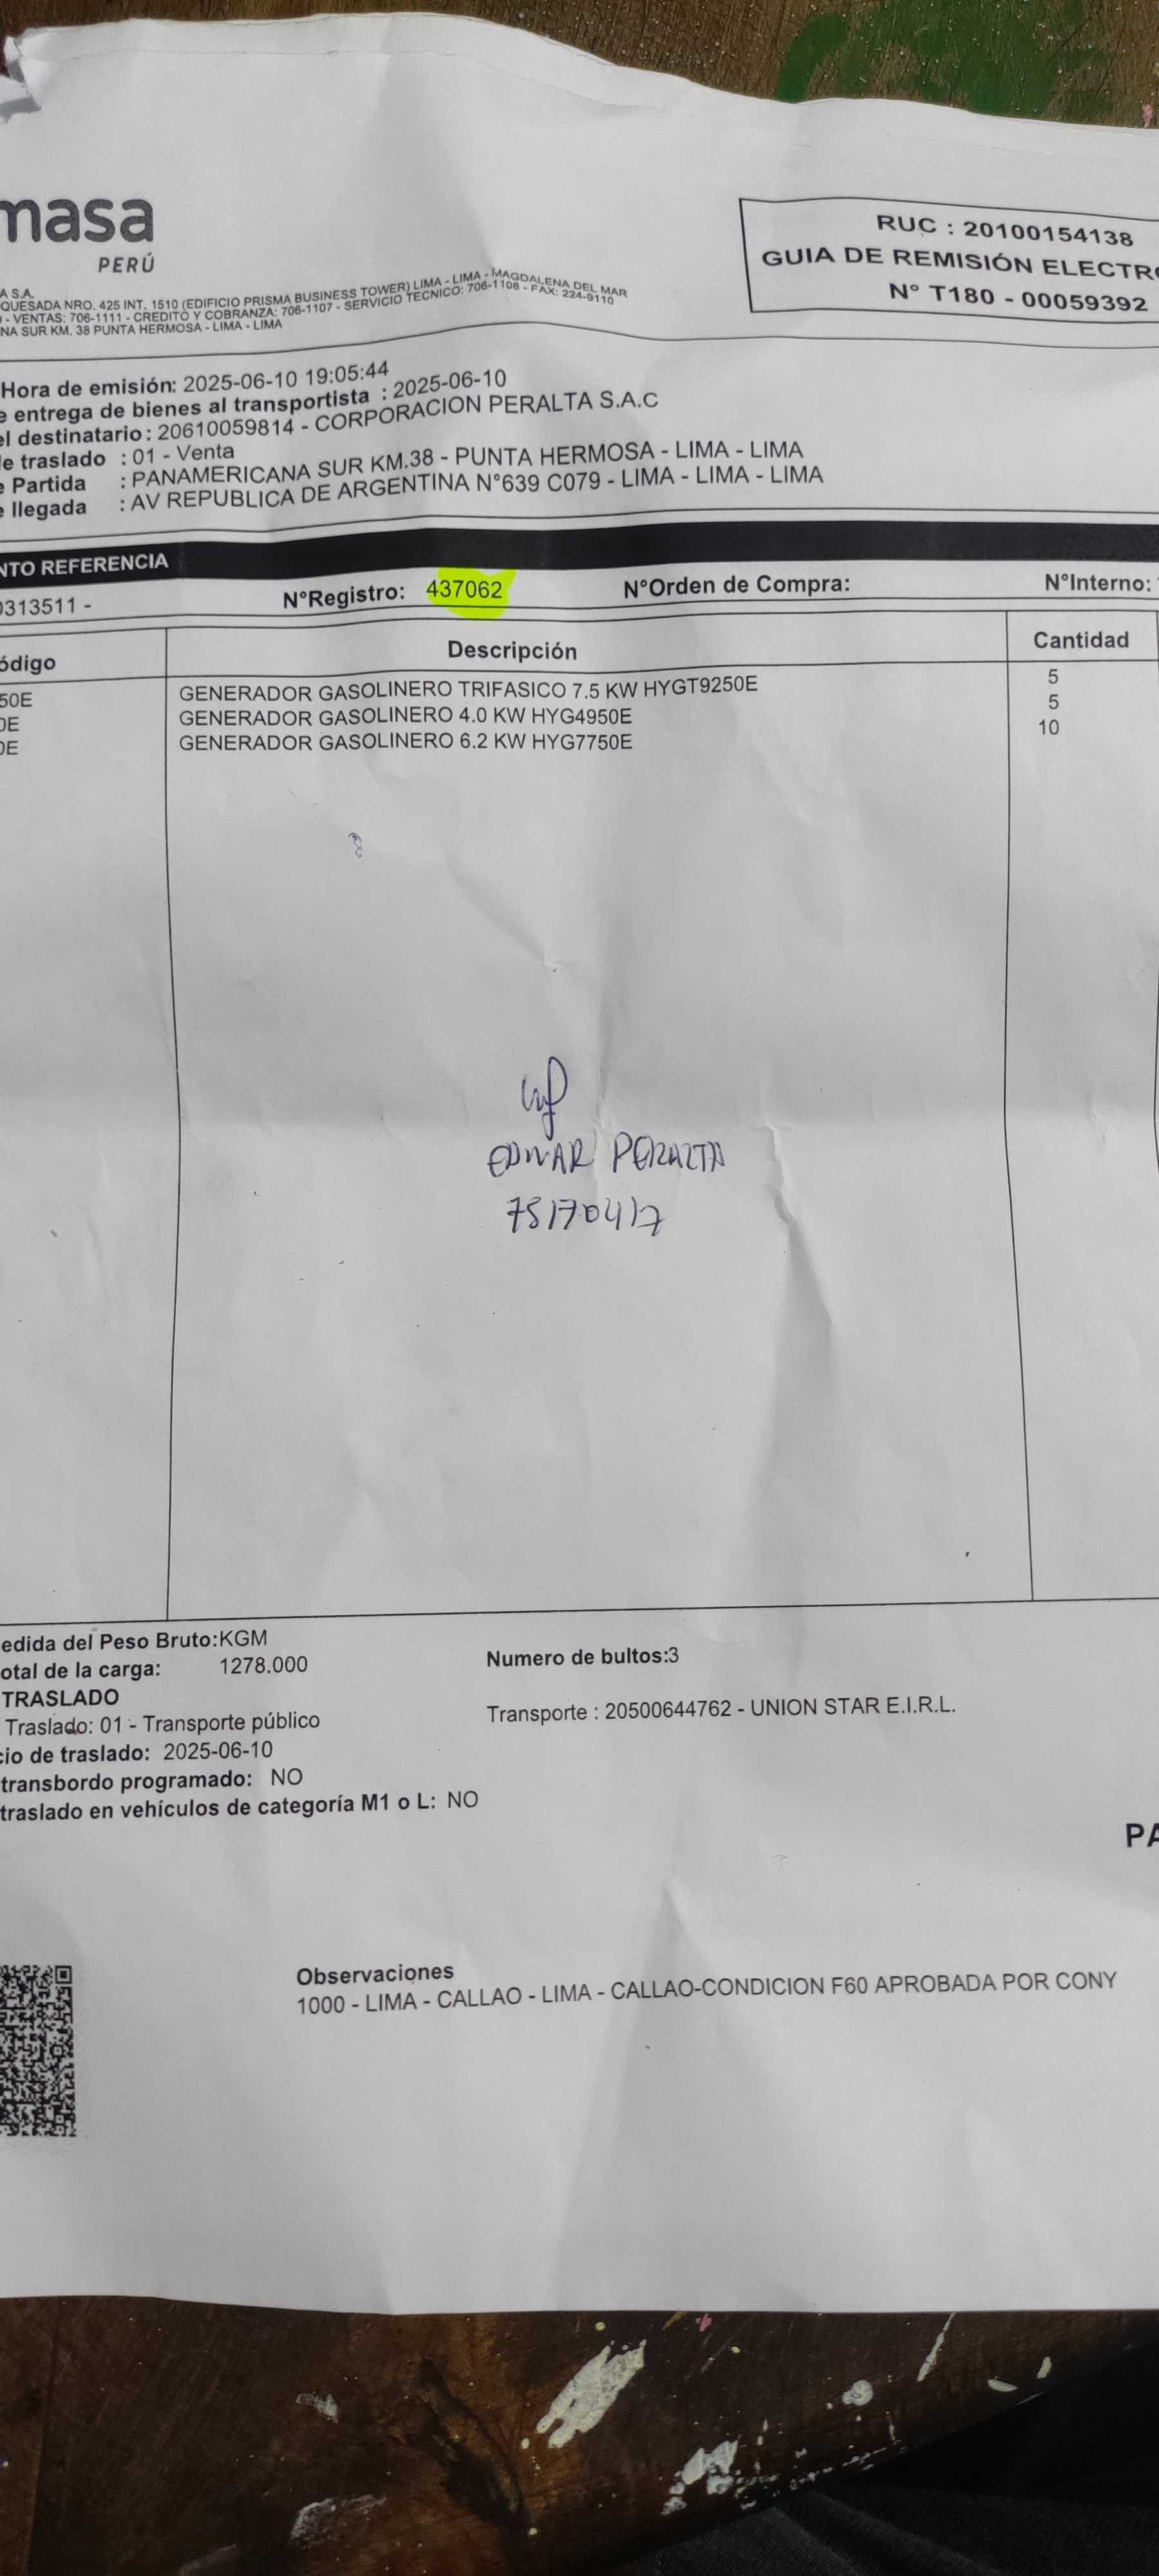 masa
PERÚ
RUC : 20100154138
GUIA DE REMISIÓN ELECTR
N° T180 - 00059392
A S.A.
QUESADA NRO. 425 INT. 1510 (EDIFICIO PRISMA BUSINESS TOWER) LIMA - LIMA - MAGDALENA DEL MAR
- VENTAS: 706-1111 - CREDITO Y COBRANZA: 706-1107 - SERVICIO TECNICO: 706-1106 - FAX: 224-9110
NA SUR KM. 38 PUNTA HERMOSA - LIMA - LIMA
Hora de emisión: 2025-06-10 19:05:44
e entrega de bienes al transportista : 2025-06-10
el destinatario : 20610059814 - CORPORACION PERALTA S.A.C
e traslado : 01 - Venta
e Partida : PANAMERICANA SUR KM.38 - PUNTA HERMOSA - LIMA - LIMA
e llegada : AV REPUBLICA DE ARGENTINA N°639 C079 - LIMA - LIMA - LIMA
NTO REFERENCIA
0313511 - N°Registro: 437062 N°Orden de Compra: N°Interno:
ódigo Descripción Cantidad
50E GENERADOR GASOLINERO TRIFASICO 7.5 KW HYGT9250E 5
0E GENERADOR GASOLINERO 4.0 KW HYG4950E 5
0E GENERADOR GASOLINERO 6.2 KW HYG7750E 10
EDWAR PERALTA
75170417
edida del Peso Bruto:KGM
otal de la carga: 1278.000 Numero de bultos:3
TRASLADO
Traslado: 01 - Transporte público Transporte : 20500644762 - UNION STAR E.I.R.L.
cio de traslado: 2025-06-10
transbordo programado: NO
traslado en vehículos de categoría M1 o L: NO
PA
Observaciones
1000 - LIMA - CALLAO - LIMA - CALLAO-CONDICION F60 APROBADA POR CONY